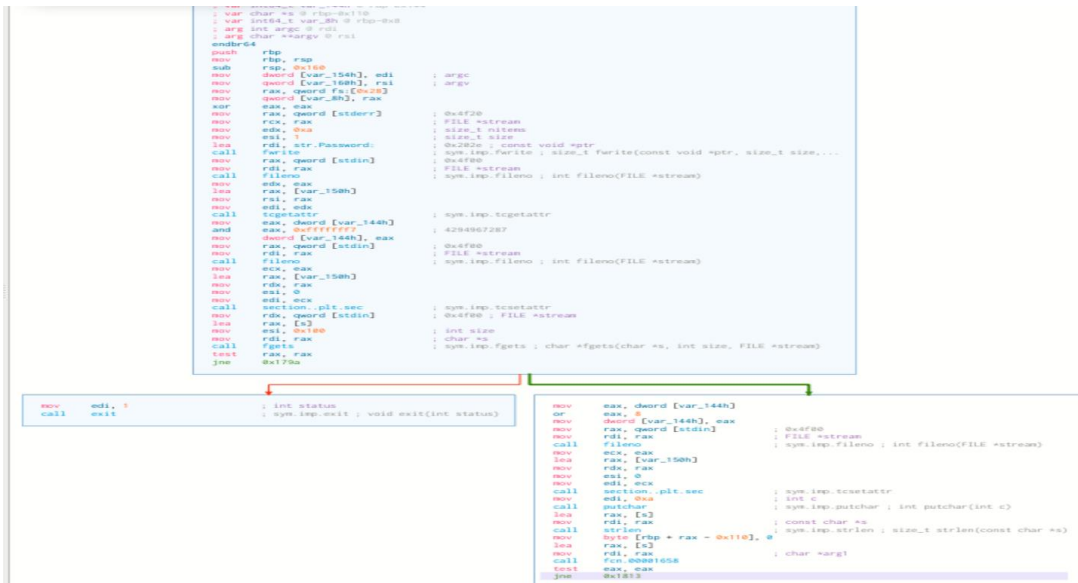 ; var char *s @ rbp-0x110
; var int64_t var_8h @ rbp-0x8
; arg int argc @ rdi
; arg char **argv @ rsi
endbr64
push rbp
mov rbp, rsp
sub rsp, 0x160
mov dword [var_154h], edi ; argc
mov qword [var_160h], rsi ; argv
mov rax, qword fs:[0x28]
mov qword [var_8h], rax
xor eax, eax
mov rax, qword [stderr] ; 0x4f20
mov rcx, rax ; FILE *stream
mov edx, 0xa ; size_t nitems
mov esi, 1 ; size_t size
lea rdi, str.Password: ; 0x202e ; const void *ptr
call fwrite ; sym.imp.fwrite ; size_t fwrite(const void *ptr, size_t size,...
mov rax, qword [stdin] ; 0x4f00
mov rdi, rax ; FILE *stream
call fileno ; sym.imp.fileno ; int fileno(FILE *stream)
mov edx, eax
lea rax, [var_150h]
mov rsi, rax
mov edi, edx
call tcgetattr ; sym.imp.tcgetattr
mov eax, dword [var_144h]
and eax, 0xfffffff7 ; 4294967287
mov dword [var_144h], eax
mov rax, qword [stdin] ; 0x4f00
mov rdi, rax ; FILE *stream
call fileno ; sym.imp.fileno ; int fileno(FILE *stream)
mov ecx, eax
lea rax, [var_150h]
mov rdx, rax
mov esi, 0
mov edi, ecx
call section..plt.sec ; sym.imp.tcsetattr
mov rdx, qword [stdin] ; 0x4f00 ; FILE *stream
lea rax, [s]
mov esi, 0x100 ; int size
mov rdi, rax ; char *s
call fgets ; sym.imp.fgets ; char *fgets(char *s, int size, FILE *stream)
test rax, rax
jne 0x179a
mov edi, 1 ; int status
call exit ; sym.imp.exit ; void exit(int status)
mov eax, dword [var_144h]
or eax, 8
mov dword [var_144h], eax
mov rax, qword [stdin] ; 0x4f00
mov rdi, rax ; FILE *stream
call fileno ; sym.imp.fileno ; int fileno(FILE *stream)
mov ecx, eax
lea rax, [var_150h]
mov rdx, rax
mov esi, 0
mov edi, ecx
call section..plt.sec ; sym.imp.tcsetattr
mov edi, 0xa ; int c
call putchar ; sym.imp.putchar ; int putchar(int c)
lea rax, [s]
mov rdi, rax ; const char *s
call strlen ; sym.imp.strlen ; size_t strlen(const char *s)
mov byte [rbp + rax - 0x110], 0
lea rax, [s]
mov rdi, rax ; char *arg1
call fcn.00001658
test eax, eax
jne 0x1813